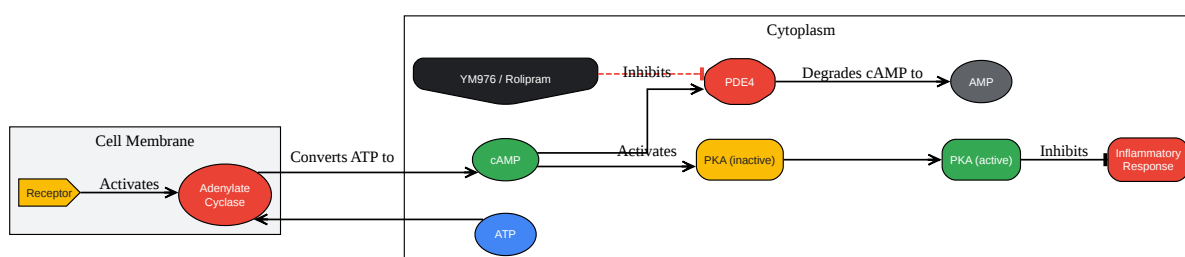 Cytoplasm
YM976 / Rolipram
Inhibits
PDE4
Degrades cAMP to
AMP
Cell Membrane
Converts ATP to
cAMP
Activates
PKA (inactive)
PKA (active)
Inhibits
Inflammatory
Response
Receptor
Activates
Adenylate
Cyclase
ATP